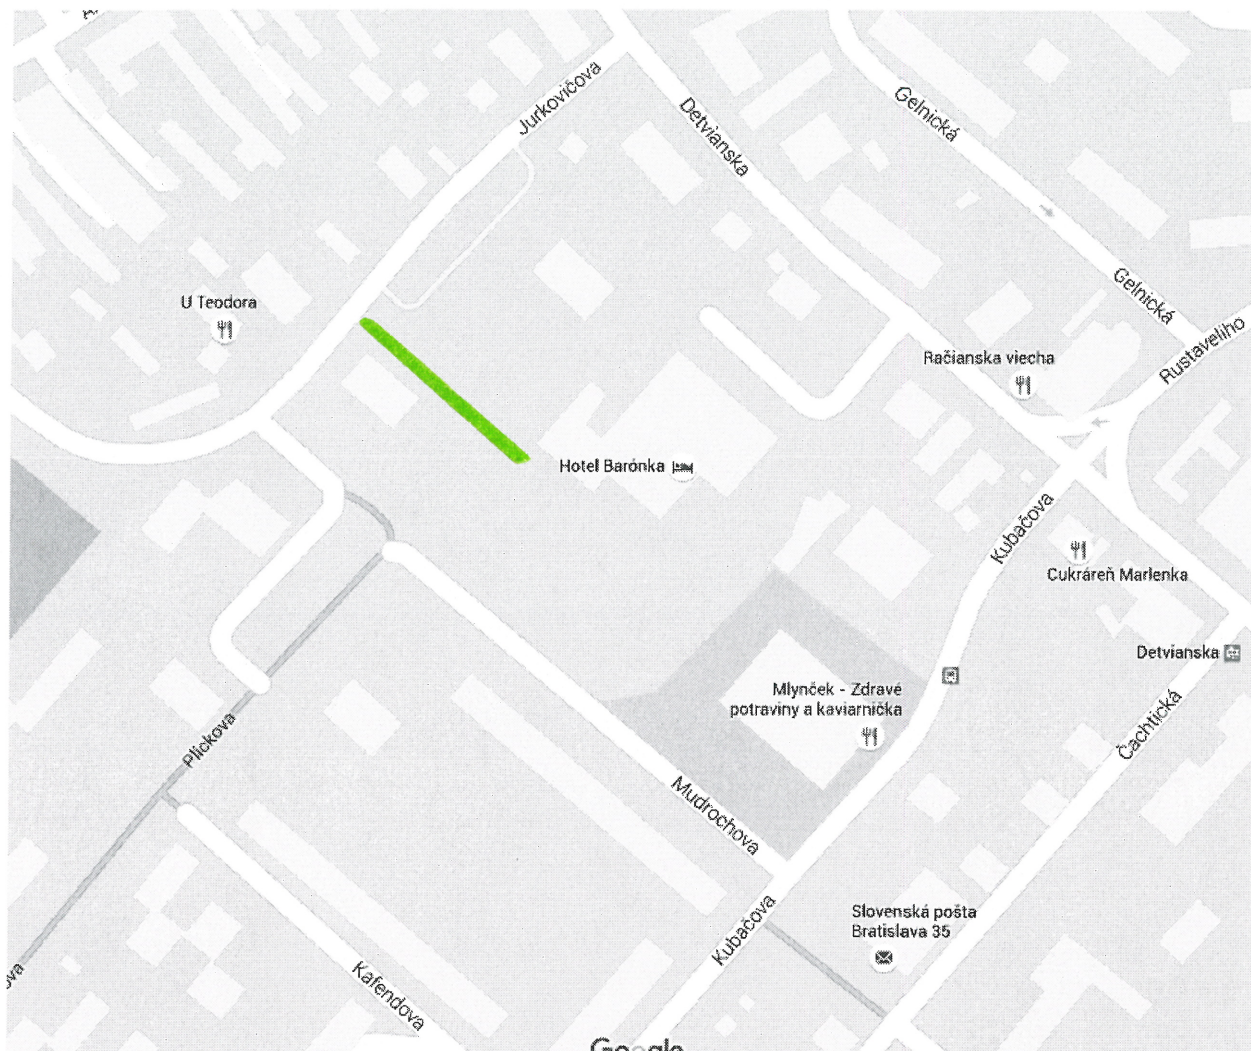 Jurkovičova
Detvianska
Gelnická
Gelnická
Rustaveliho
U Teodora
Račianska viecha
Hotel Barónka
Kubačova
Cukráreň Marlenka
Detvianska
Mlynček - Zdravé
potraviny a kaviarnička
Čachtická
Plickova
Mudrochova
Slovenská pošta
Bratislava 35
Kubačova
Kafendova
Google